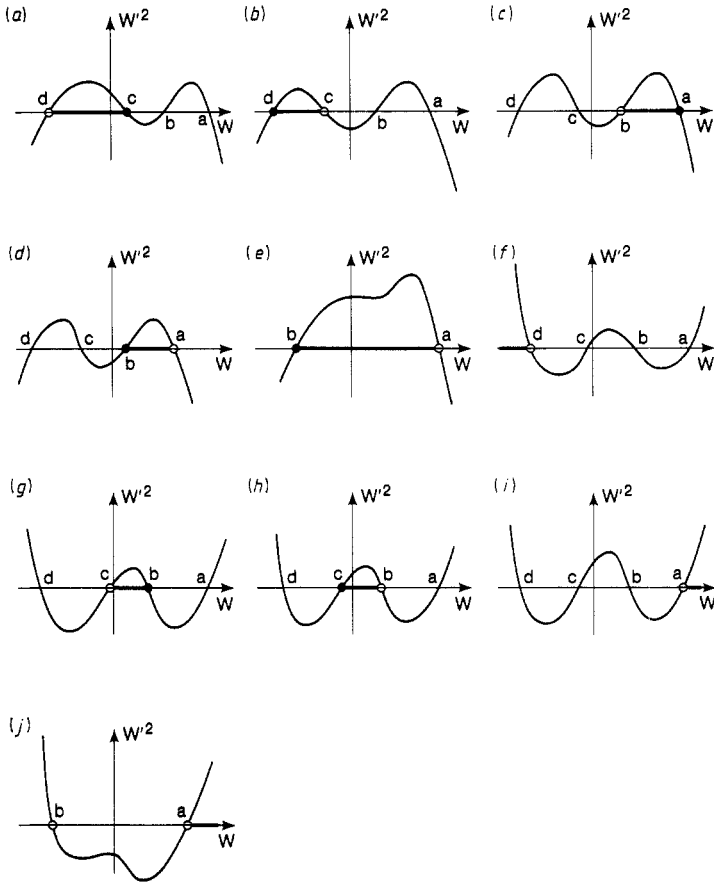 (a) W'² d c b a W
(b) W'² d c b a W
(c) W'² d c b a W
(d) W'² d c b a W
(e) W'² b a W
(f) W'² d c b a W
(g) W'² d c b a W
(h) W'² d c b a W
(i) W'² d c b a W
(j) W'² b a W